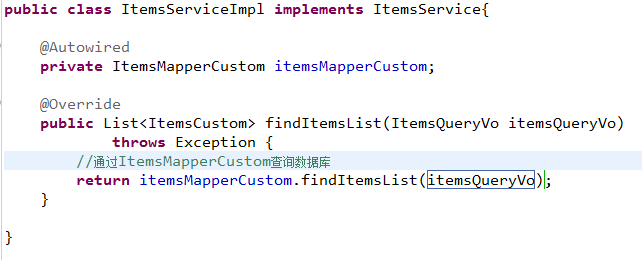 public class ItemsServiceImpl implements ItemsService{
@Autowired
private ItemsMapperCustom itemsMapperCustom;
@Override
public List<ItemsCustom> findItemsList(ItemsQueryVo itemsQueryVo)
throws Exception {
//通过ItemsMapperCustom查询数据库
return itemsMapperCustom.findItemsList(itemsQueryVo);
}
}